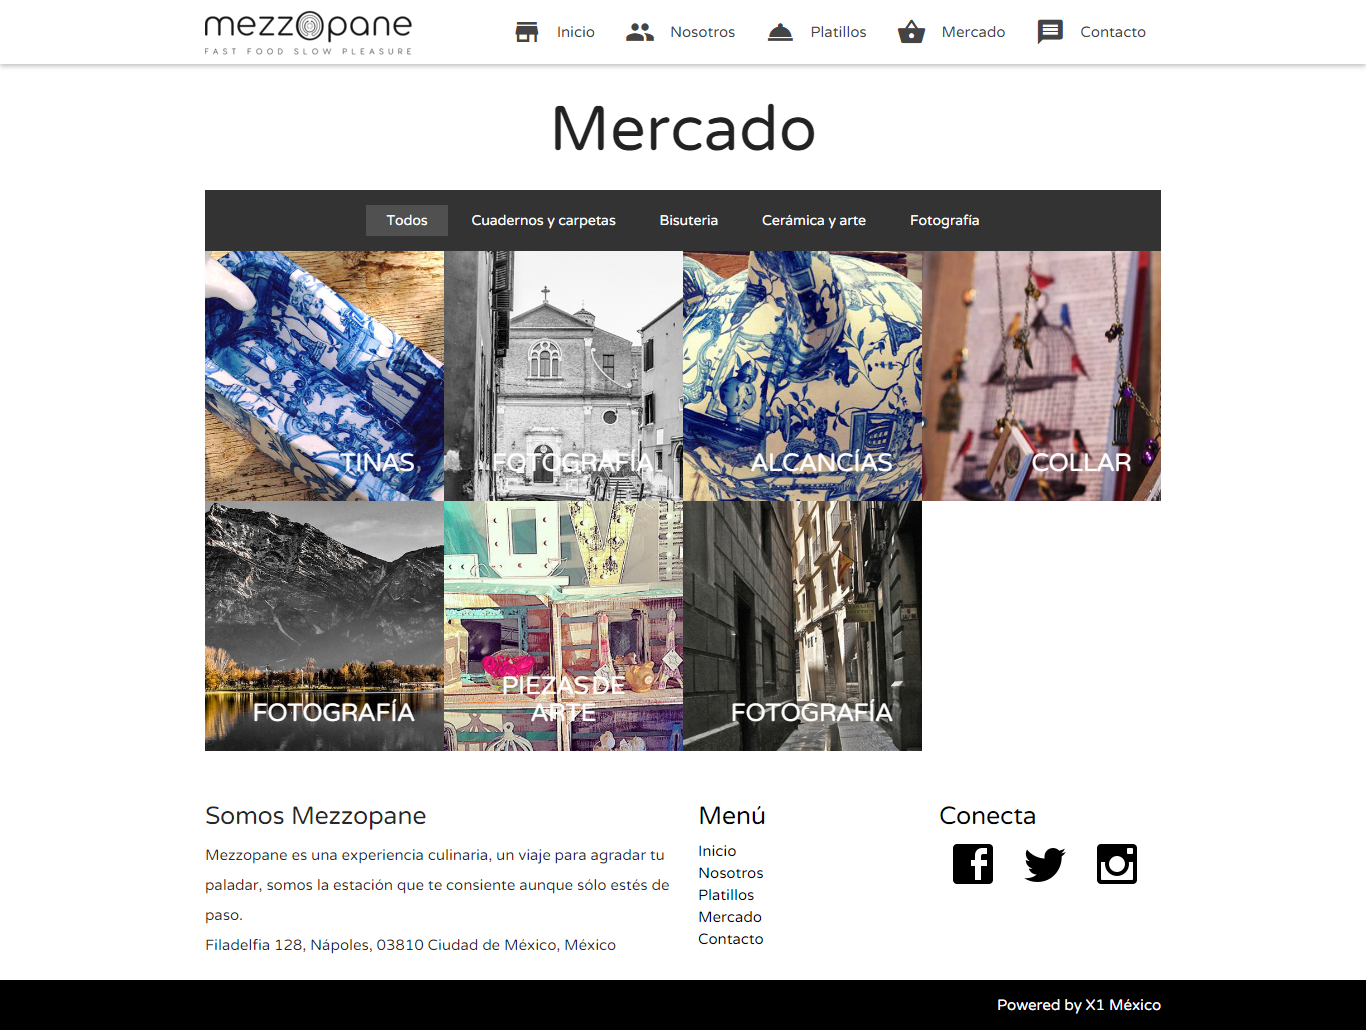 mezzopane
FAST FOOD SLOW PLEASURE
Inicio
Nosotros
Platillos
Mercado
Contacto
Mercado
Todos
Cuadernos y carpetas
Bisuteria
Cerámica y arte
Fotografía
TINAS
FOTOGRAFÍA
ALCANCÍAS
COLLAR
FOTOGRAFÍA
PIEZAS DE
ARTE
FOTOGRAFÍA
Somos Mezzopane
Mezzopane es una experiencia culinaria, un viaje para agradar tu
paladar, somos la estación que te consiente aunque sólo estés de
paso.
Filadelfia 128, Nápoles, 03810 Ciudad de México, México
Menú
Inicio
Nosotros
Platillos
Mercado
Contacto
Conecta
Powered by X1 México